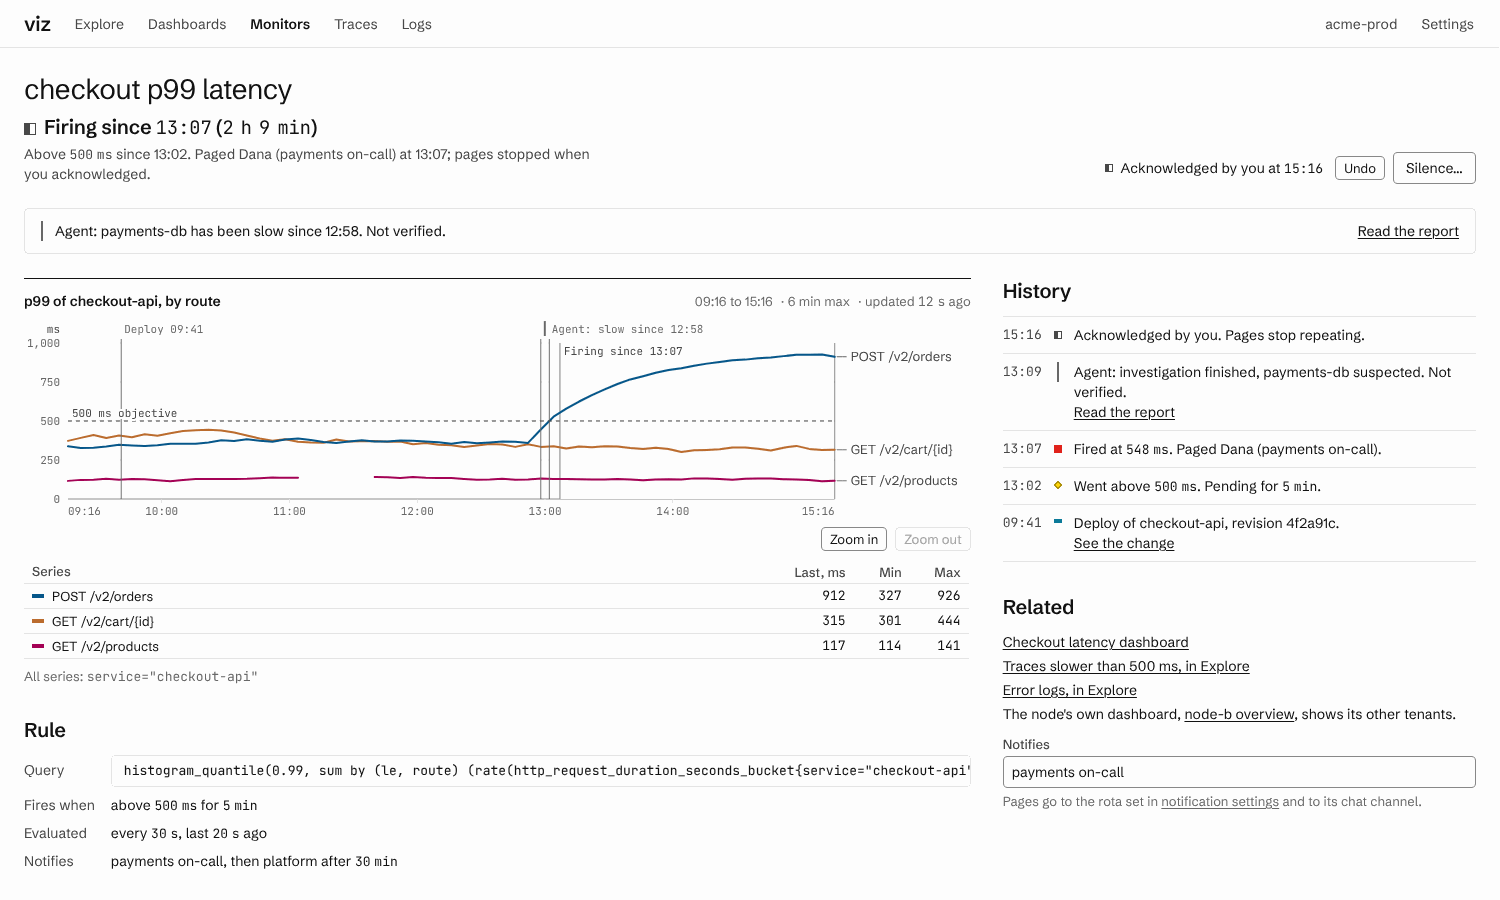 viz Explore Dashboards Monitors Traces Logs acme-prod Settings
checkout p99 latency
Firing since 13:07 (2 h 9 min)
Above 500 ms since 13:02. Paged Dana (payments on-call) at 13:07; pages stopped when
you acknowledged.
Acknowledged by you at 15:16 Undo Silence...
Agent: payments-db has been slow since 12:58. Not verified. Read the report
p99 of checkout-api, by route 09:16 to 15:16 · 6 min max · updated 12 s ago
ms Deploy 09:41 Agent: slow since 12:58
1,000 Firing since 13:07
POST /v2/orders
750
500 ms objective
500
GET /v2/cart/{id}
250
GET /v2/products
0
09:16 10:00 11:00 12:00 13:00 14:00 15:16
Zoom in Zoom out
Series Last, ms Min Max
POST /v2/orders 912 327 926
GET /v2/cart/{id} 315 301 444
GET /v2/products 117 114 141
All series: service="checkout-api"
Rule
Query histogram_quantile(0.99, sum by (le, route) (rate(http_request_duration_seconds_bucket{service="checkout-api"
Fires when above 500 ms for 5 min
Evaluated every 30 s, last 20 s ago
Notifies payments on-call, then platform after 30 min
History
15:16 Acknowledged by you. Pages stop repeating.
13:09 Agent: investigation finished, payments-db suspected. Not
verified.
Read the report
13:07 Fired at 548 ms. Paged Dana (payments on-call).
13:02 Went above 500 ms. Pending for 5 min.
09:41 Deploy of checkout-api, revision 4f2a91c.
See the change
Related
Checkout latency dashboard
Traces slower than 500 ms, in Explore
Error logs, in Explore
The node's own dashboard, node-b overview, shows its other tenants.
Notifies
payments on-call
Pages go to the rota set in notification settings and to its chat channel.